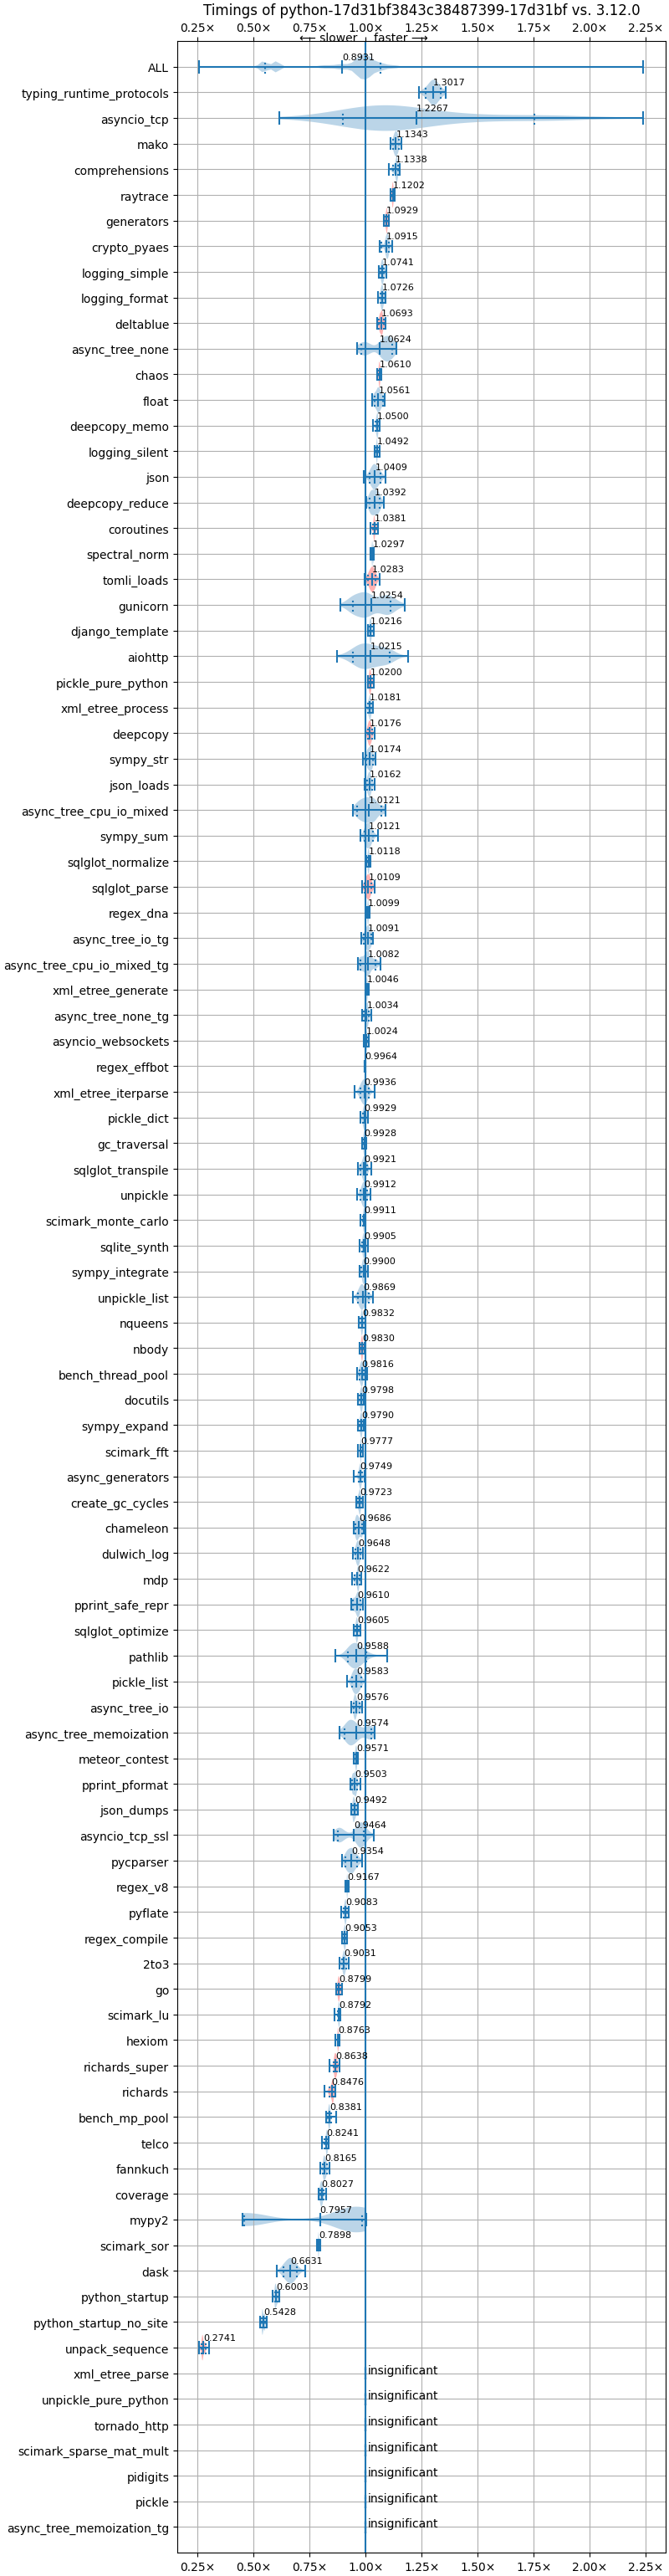 Timings of python-17d31bf3843c38487399-17d31bf vs. 3.12.0
0.25× 0.50× 0.75× 1.00× 1.25× 1.50× 1.75× 2.00× 2.25×
⟵ slower faster ⟶
ALL 0.8931
typing_runtime_protocols 1.3017
asyncio_tcp 1.2267
mako 1.1343
comprehensions 1.1338
raytrace 1.1202
generators 1.0929
crypto_pyaes 1.0915
logging_simple 1.0741
logging_format 1.0726
deltablue 1.0693
async_tree_none 1.0624
chaos 1.0610
float 1.0561
deepcopy_memo 1.0500
logging_silent 1.0492
json 1.0409
deepcopy_reduce 1.0392
coroutines 1.0381
spectral_norm 1.0297
tomli_loads 1.0283
gunicorn 1.0254
django_template 1.0216
aiohttp 1.0215
pickle_pure_python 1.0200
xml_etree_process 1.0181
deepcopy 1.0176
sympy_str 1.0174
json_loads 1.0162
async_tree_cpu_io_mixed 1.0121
sympy_sum 1.0121
sqlglot_normalize 1.0118
sqlglot_parse 1.0109
regex_dna 1.0099
async_tree_io_tg 1.0091
async_tree_cpu_io_mixed_tg 1.0082
xml_etree_generate 1.0046
async_tree_none_tg 1.0034
asyncio_websockets 1.0024
regex_effbot 0.9964
xml_etree_iterparse 0.9936
pickle_dict 0.9929
gc_traversal 0.9928
sqlglot_transpile 0.9921
unpickle 0.9912
scimark_monte_carlo 0.9911
sqlite_synth 0.9905
sympy_integrate 0.9900
unpickle_list 0.9869
nqueens 0.9832
nbody 0.9830
bench_thread_pool 0.9816
docutils 0.9798
sympy_expand 0.9790
scimark_fft 0.9777
async_generators 0.9749
create_gc_cycles 0.9723
chameleon 0.9686
dulwich_log 0.9648
mdp 0.9622
pprint_safe_repr 0.9610
sqlglot_optimize 0.9605
pathlib 0.9588
pickle_list 0.9583
async_tree_io 0.9576
async_tree_memoization 0.9574
meteor_contest 0.9571
pprint_pformat 0.9503
json_dumps 0.9492
asyncio_tcp_ssl 0.9464
pycparser 0.9354
regex_v8 0.9167
pyflate 0.9083
regex_compile 0.9053
2to3 0.9031
go 0.8799
scimark_lu 0.8792
hexiom 0.8763
richards_super 0.8638
richards 0.8476
bench_mp_pool 0.8381
telco 0.8241
fannkuch 0.8165
coverage 0.8027
mypy2 0.7957
scimark_sor 0.7898
dask 0.6631
python_startup 0.6003
python_startup_no_site 0.5428
unpack_sequence 0.2741
xml_etree_parse insignificant
unpickle_pure_python insignificant
tornado_http insignificant
scimark_sparse_mat_mult insignificant
pidigits insignificant
pickle insignificant
async_tree_memoization_tg insignificant
0.25× 0.50× 0.75× 1.00× 1.25× 1.50× 1.75× 2.00× 2.25×